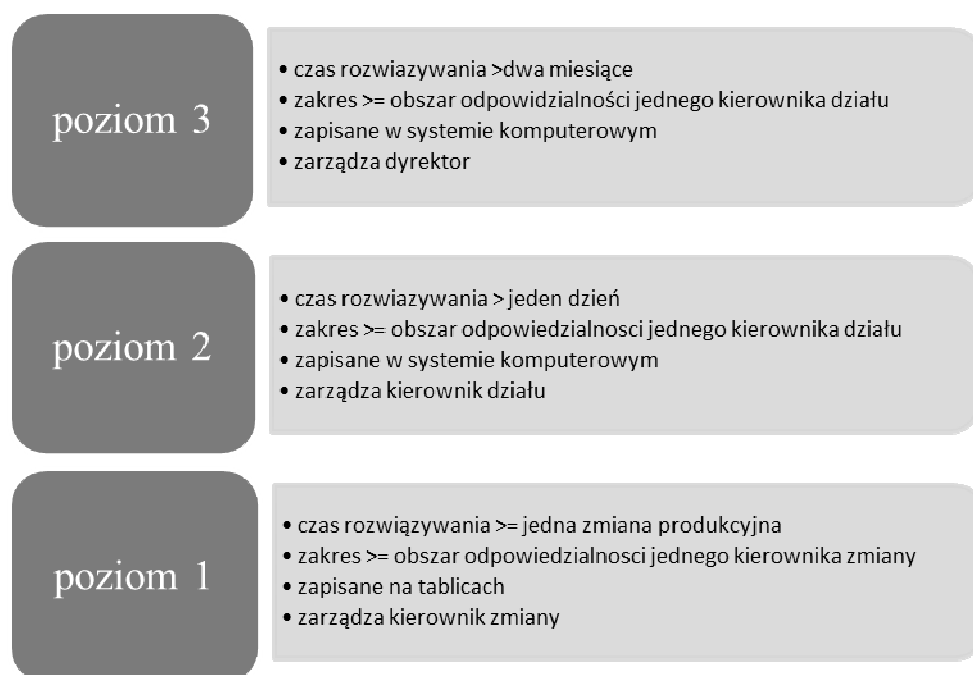 poziom 3
• czas rozwiazywania >dwa miesiące
• zakres >= obszar odpowidzialności jednego kierownika działu
• zapisane w systemie komputerowym
• zarządza dyrektor
poziom 2
• czas rozwiazywania > jeden dzień
• zakres >= obszar odpowiedzialnosci jednego kierownika działu
• zapisane w systemie komputerowym
• zarządza kierownik działu
poziom 1
• czas rozwiązywania >= jedna zmiana produkcyjna
• zakres >= obszar odpowiedzialnosci jednego kierownika zmiany
• zapisane na tablicach
• zarządza kierownik zmiany